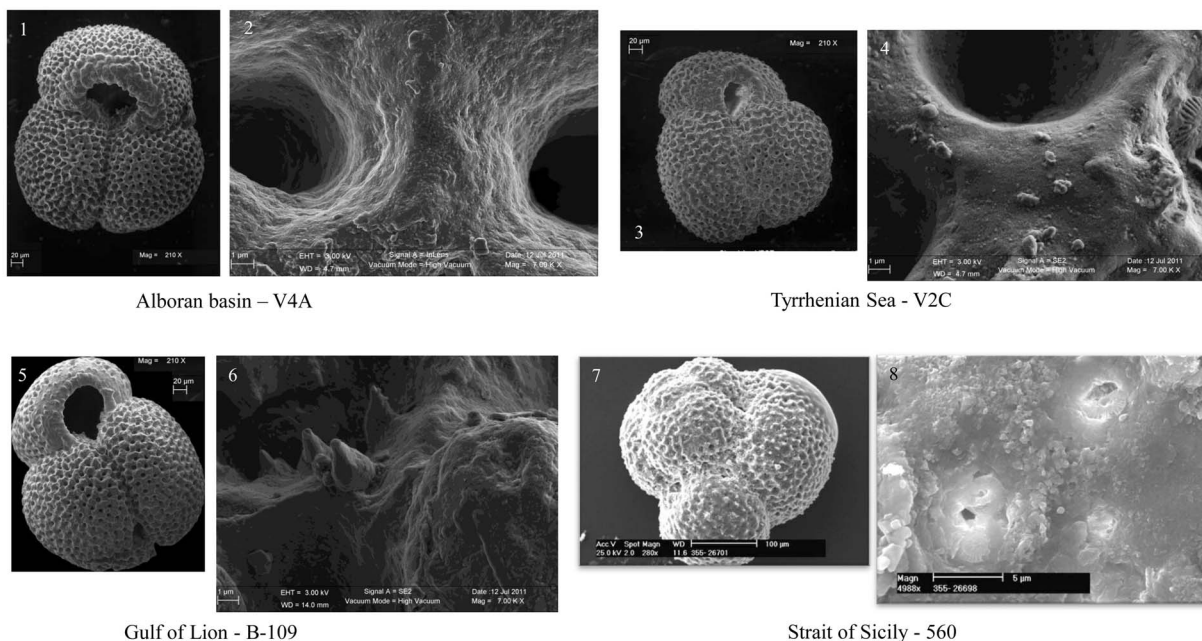 1
20 µm
Mag = 210 X
2
1 µm
EHT = 3.00 kV
WD = 4.7 mm
Signal A = InLens
Vacuum Mode = High Vacuum
Date :12 Jul 2011
Mag = 7.00 K X
Alboran basin – V4A
20 µm
Mag = 210 X
3
4
1 µm
EHT = 3.00 kV
WD = 4.7 mm
Signal A = SE2
Vacuum Mode = High Vacuum
Date :12 Jul 2011
Mag = 7.00 K X
Tyrrhenian Sea - V2C
5
Mag = 210 X
20 µm
6
1 µm
EHT = 3.00 kV
WD = 14.0 mm
Signal A = SE2
Vacuum Mode = High Vacuum
Date :12 Jul 2011
Mag = 7.00 K X
Gulf of Lion - B-109
7
Acc V Spot Magn WD 100 µm
25.0 kV 2.0 280x 11.6 355-26701
8
Magn 5 µm
4988x 355-26698
Strait of Sicily - 560